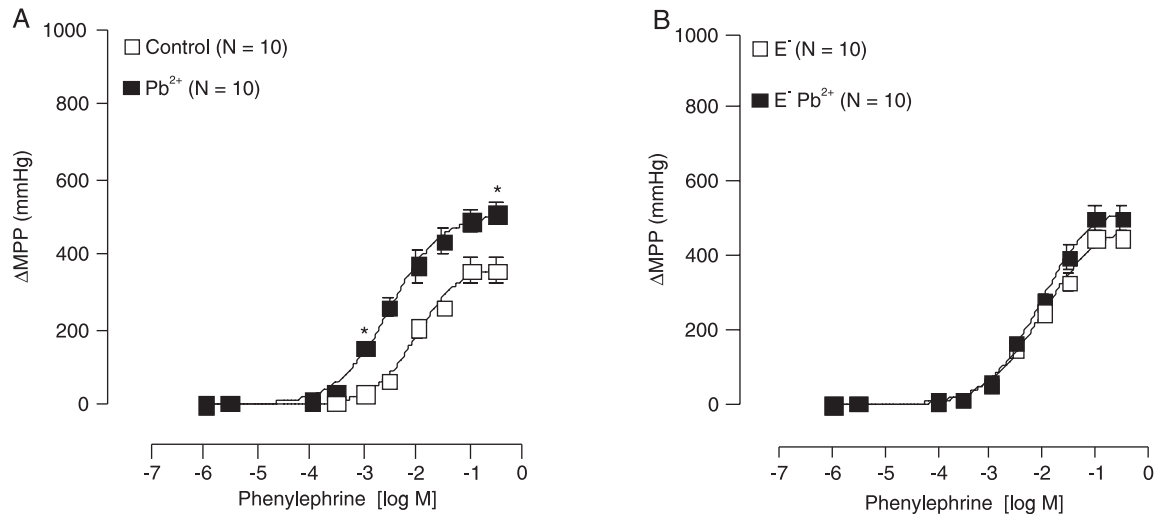 A
1000
800
600
400
200
0
ΔMPP (mmHg)
Control (N = 10)
Pb²⁺ (N = 10)
*
*
-7 -6 -5 -4 -3 -2 -1 0
Phenylephrine [log M]
B
1000
800
600
400
200
0
ΔMPP (mmHg)
E⁻ (N = 10)
E⁻ Pb²⁺ (N = 10)
-7 -6 -5 -4 -3 -2 -1 0
Phenylephrine [log M]